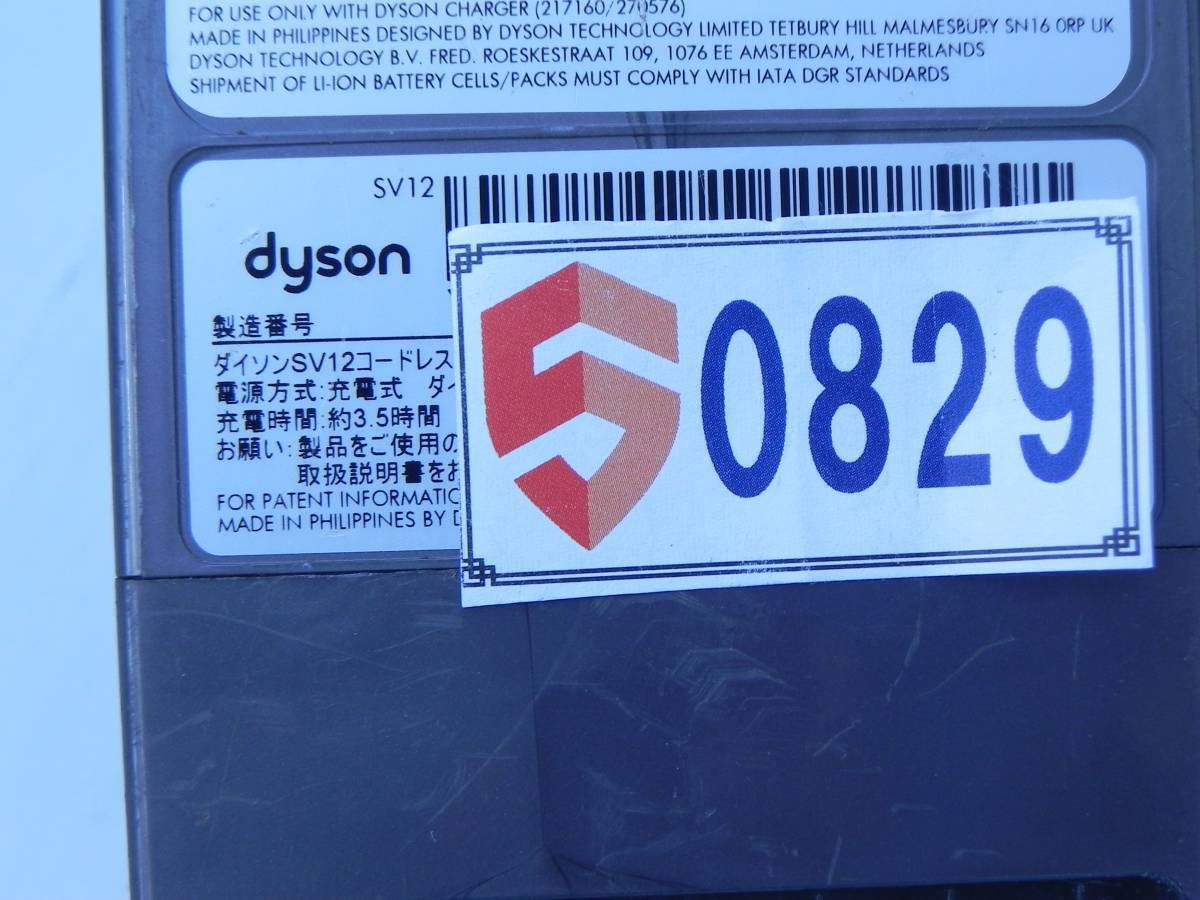 FOR USE ONLY WITH DYSON CHARGER (217160/270576)
MADE IN PHILIPPINES DESIGNED BY DYSON TECHNOLOGY LIMITED TETBURY HILL MALMESBURY SN16 0RP UK
DYSON TECHNOLOGY B.V. FRED. ROESKESTRAAT 109, 1076 EE AMSTERDAM, NETHERLANDS
SHIPMENT OF LI-ION BATTERY CELLS/PACKS MUST COMPLY WITH IATA DGR STANDARDS
SV12
dyson
製造番号
ダイソンSV12コードレス
電源方式:充電式 ダイ
充電時間:約3.5時間
お願い:製品をご使用の
取扱説明書をお
FOR PATENT INFORMATIO
MADE IN PHILIPPINES BY D
0829